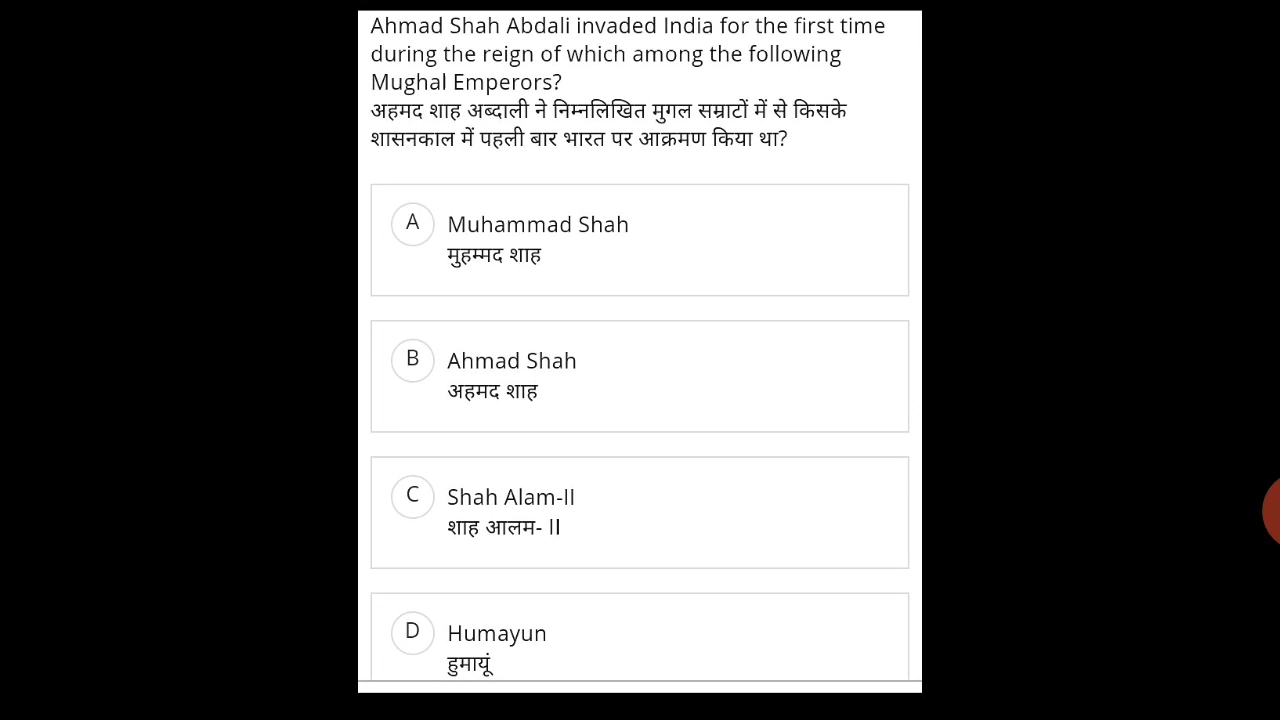 Ahmad Shah Abdali invaded India for the first time
during the reign of which among the following
Mughal Emperors?
अहमद शाह अब्दाली ने निम्नलिखित मुगल सम्राटों में से किसके
शासनकाल में पहली बार भारत पर आक्रमण किया था?
A
Muhammad Shah
मुहम्मद शाह
B
Ahmad Shah
अहमद शाह
C
Shah Alam-II
शाह आलम- II
D
Humayun
हुमायूं